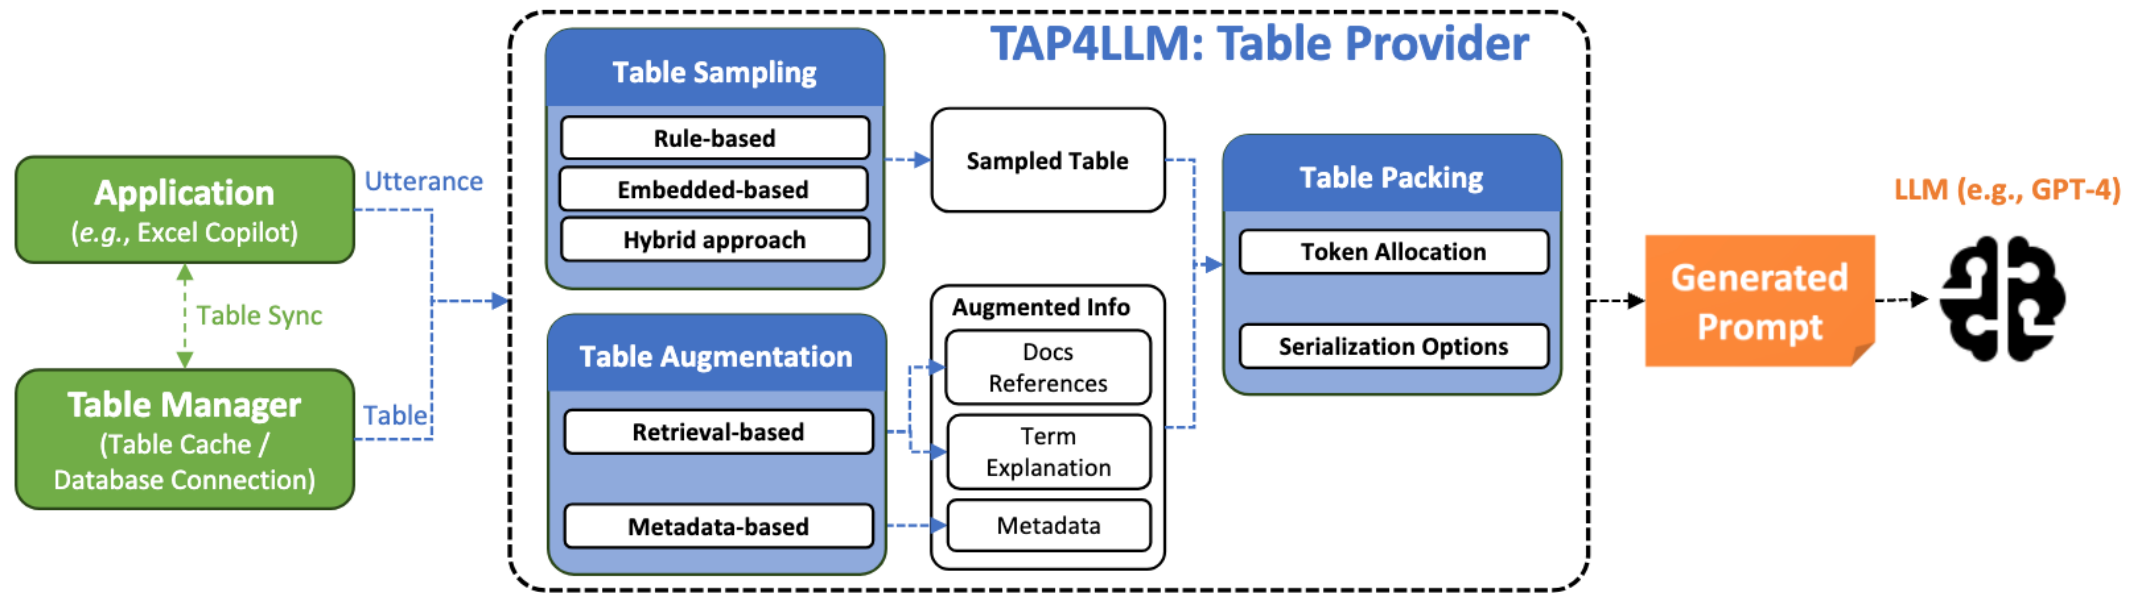 TAP4LLM: Table Provider
Application
(e.g., Excel Copilot)
Utterance
Table Sync
Table Manager
(Table Cache /
Database Connection)
Table
Table Sampling
Rule-based
Embedded-based
Hybrid approach
Table Augmentation
Retrieval-based
Metadata-based
Sampled Table
Augmented Info
Docs
References
Term
Explanation
Metadata
Table Packing
Token Allocation
Serialization Options
Generated
Prompt
LLM (e.g., GPT-4)